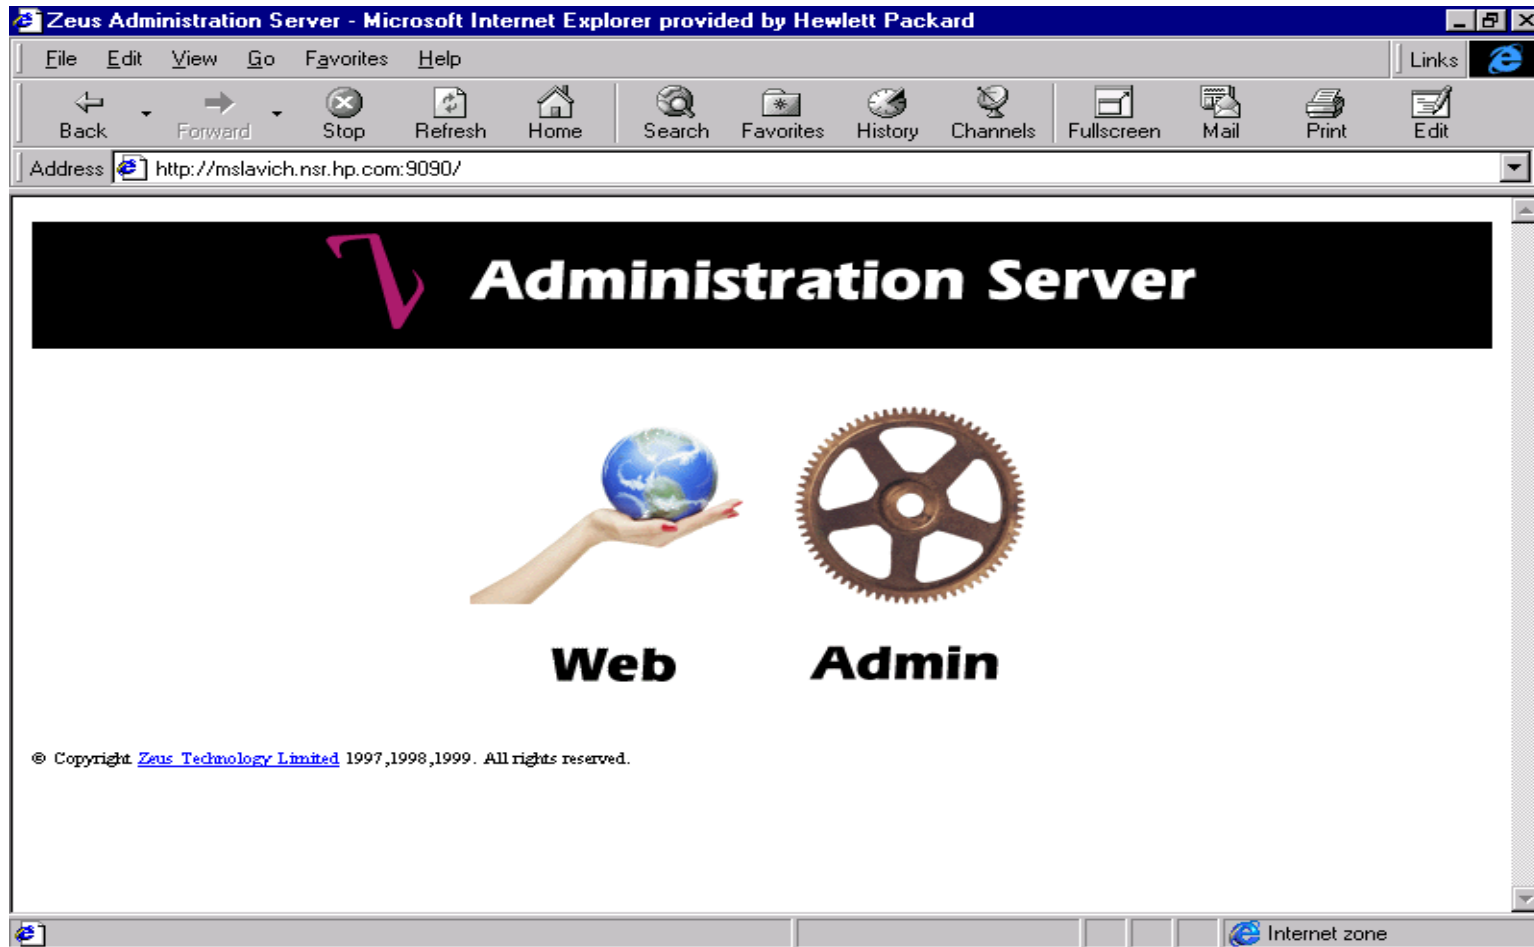 Zeus Administration Server - Microsoft Internet Explorer provided by Hewlett Packard
File Edit View Go Favorites Help Links
Back Forward Stop Refresh Home Search Favorites History Channels Fullscreen Mail Print Edit
Address http://mslavich.nsr.hp.com:9090/
Administration Server
Web Admin
© Copyright Zeus Technology Limited 1997,1998,1999. All rights reserved.
Internet zone